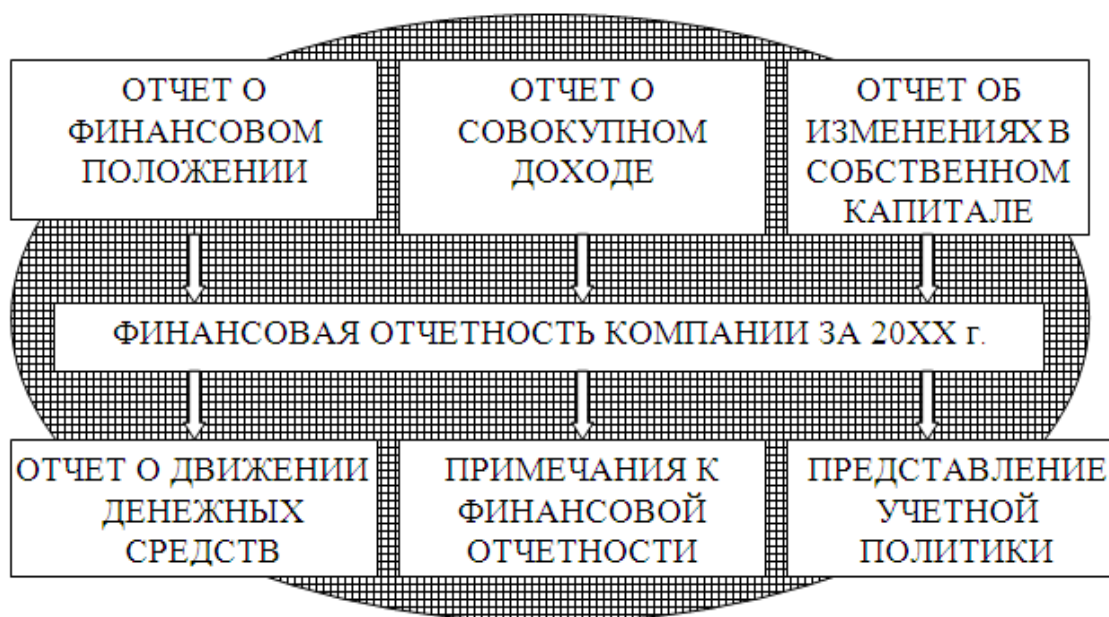 ОТЧЕТ О
ФИНАНСОВОМ
ПОЛОЖЕНИИ
ОТЧЕТ О
СОВОКУПНОМ
ДОХОДЕ
ОТЧЕТ ОБ
ИЗМЕНЕНИЯХ В
СОБСТВЕННОМ
КАПИТАЛЕ
ФИНАНСОВАЯ ОТЧЕТНОСТЬ КОМПАНИИ ЗА 20XX г.
ОТЧЕТ О ДВИЖЕНИИ
ДЕНЕЖНЫХ
СРЕДСТВ
ПРИМЕЧАНИЯ К
ФИНАНСОВОЙ
ОТЧЕТНОСТИ
ПРЕДСТАВЛЕНИЕ
УЧЕТНОЙ
ПОЛИТИКИ